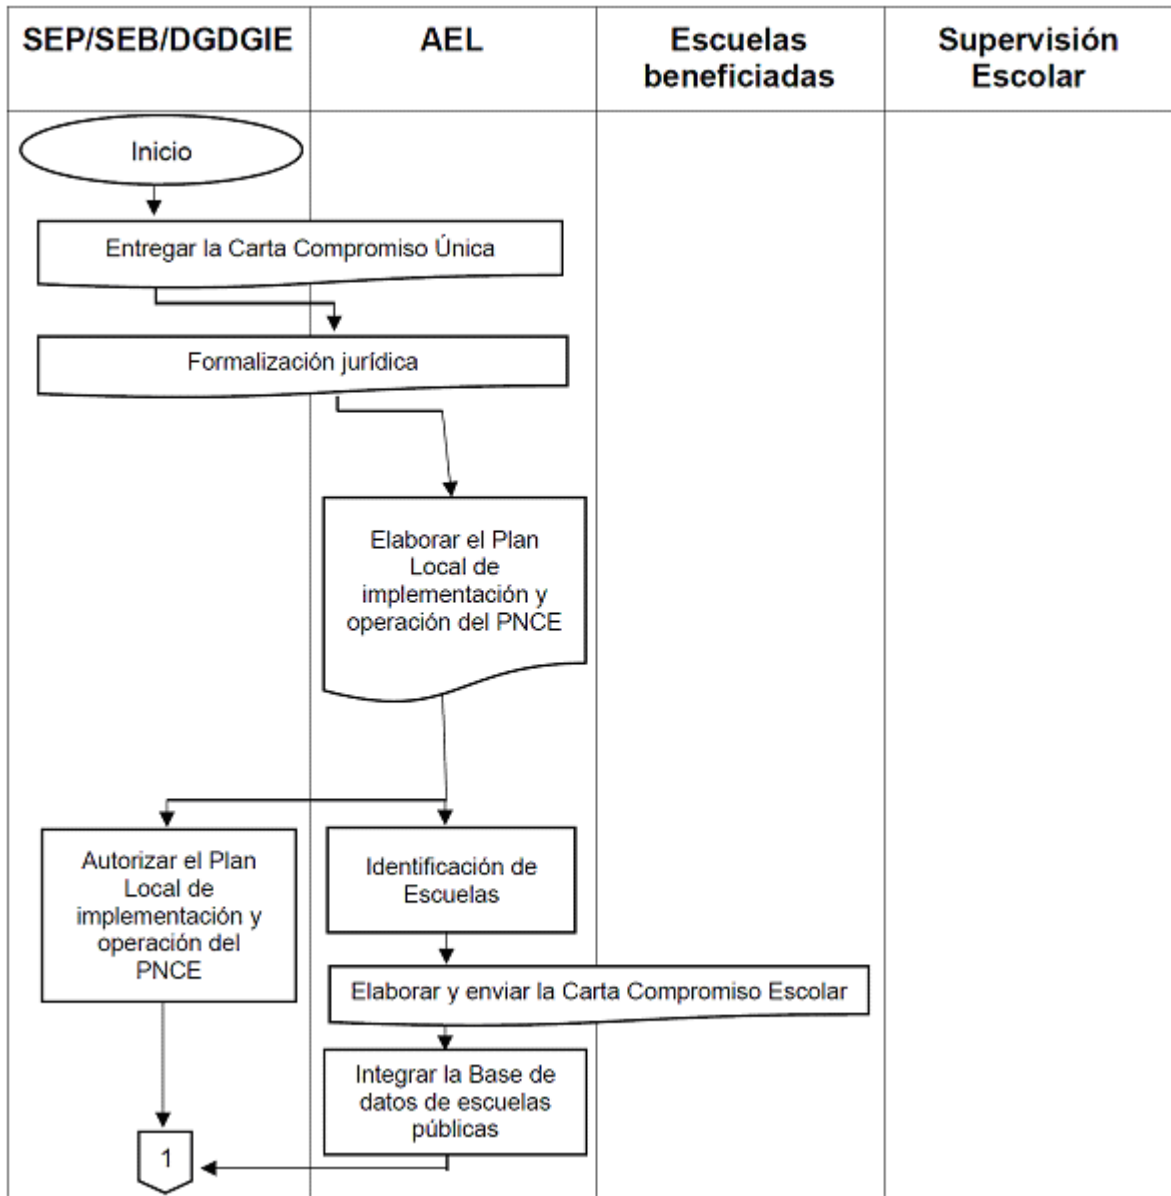 SEP/SEB/DGDGIE
AEL
Escuelas
beneficiadas
Supervisión
Escolar
Inicio
Entregar la Carta Compromiso Única
Formalización jurídica
Elaborar el Plan
Local de
implementación y
operación del PNCE
Autorizar el Plan
Local de
implementación y
operación del
PNCE
Identificación de
Escuelas
Elaborar y enviar la Carta Compromiso Escolar
Integrar la Base de
datos de escuelas
públicas
1